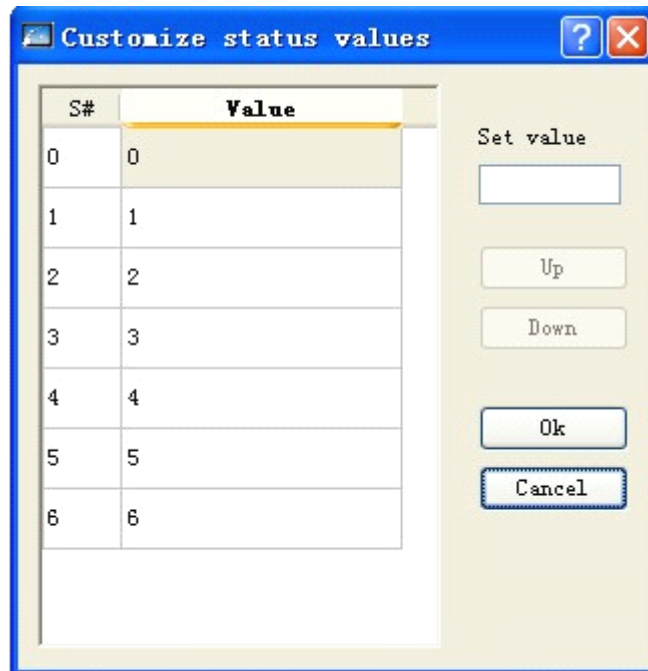 Customize status values
S# Value
0 0
1 1
2 2
3 3
4 4
5 5
6 6
Set value
Up
Down
Ok
Cancel